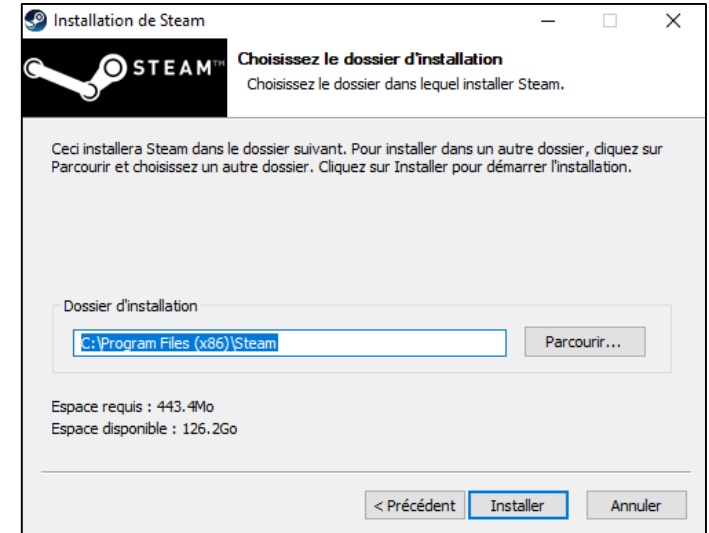 Installation de Steam
STEAM™
Choisissez le dossier d'installation
Choisissez le dossier dans lequel installer Steam.
Ceci installera Steam dans le dossier suivant. Pour installer dans un autre dossier, cliquez sur
Parcourir et choisissez un autre dossier. Cliquez sur Installer pour démarrer l'installation.
Dossier d'installation
C:\Program Files (x86)\Steam
Parcourir...
Espace requis : 443.4Mo
Espace disponible : 126.2Go
< Précédent
Installer
Annuler